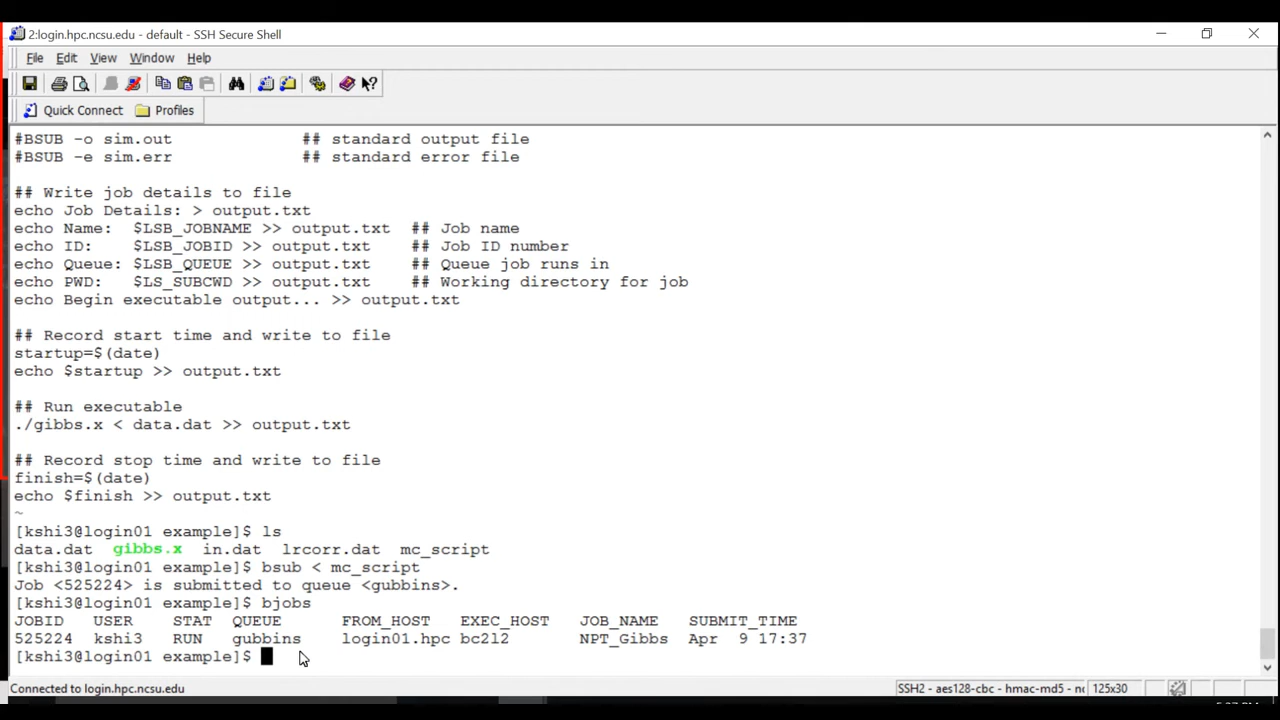 2:login.hpc.ncsu.edu - default - SSH Secure Shell
File Edit View Window Help
Quick Connect Profiles
#BSUB -o sim.out ## standard output file
#BSUB -e sim.err ## standard error file
## Write job details to file
echo Job Details: > output.txt
echo Name: $LSB_JOBNAME >> output.txt ## Job name
echo ID: $LSB_JOBID >> output.txt ## Job ID number
echo Queue: $LSB_QUEUE >> output.txt ## Queue job runs in
echo PWD: $LS_SUBCWD >> output.txt ## Working directory for job
echo Begin executable output... >> output.txt
## Record start time and write to file
startup=$(date)
echo $startup >> output.txt
## Run executable
./gibbs.x < data.dat >> output.txt
## Record stop time and write to file
finish=$(date)
echo $finish >> output.txt
~
[kshi3@login01 example]$ ls
data.dat gibbs.x in.dat lrcorr.dat mc_script
[kshi3@login01 example]$ bsub < mc_script
Job <525224> is submitted to queue <gubbins>.
[kshi3@login01 example]$ bjobs
JOBID USER STAT QUEUE FROM_HOST EXEC_HOST JOB_NAME SUBMIT_TIME
525224 kshi3 RUN gubbins login01.hpc bc2l2 NPT_Gibbs Apr 9 17:37
[kshi3@login01 example]$
Connected to login.hpc.ncsu.edu SSH2 - aes128-cbc - hmac-md5 - 125x30